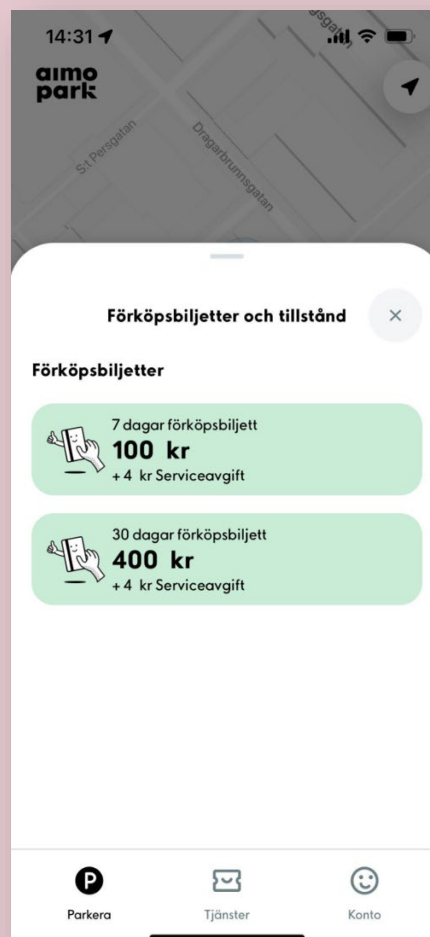 14:31
aimo
park
S:t Persgatan
Dragarbrunnsgatan
Förköpsbiljetter och tillstånd
Förköpsbiljetter
7 dagar förköpsbiljett
100 kr
+ 4 kr Serviceavgift
30 dagar förköpsbiljett
400 kr
+ 4 kr Serviceavgift
P
Parkera
Tjänster
Konto